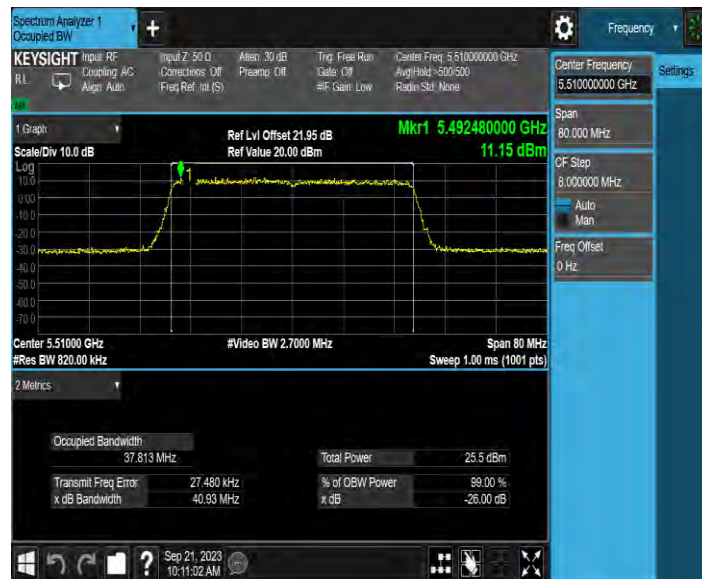 Spectrum Analyzer 1
Occupied BW
+
Frequency
KEYSIGHT
RL
Input: RF
Coupling: AC
Align: Auto
Input Z: 50 Ω
Corrections: Off
Freq Ref: Int (S)
Atten: 30 dB
Preamp: Off
Trig: Free Run
Gate: Off
#IF Gain: Low
Center Freq: 5.510000000 GHz
Avg|Hold:>500/500
Radio Std: None
Center Frequency
5.510000000 GHz
Settings
Span
80.000 MHz
CF Step
8.000000 MHz
Auto
Man
Freq Offset
0 Hz
1 Graph
Scale/Div 10.0 dB
Ref Lvl Offset 21.95 dB
Ref Value 20.00 dBm
Mkr1 5.492480000 GHz
11.15 dBm
Log
10.0
0.00
-10.0
-20.0
-30.0
-40.0
-50.0
-60.0
-70.0
1
Center 5.51000 GHz
#Res BW 820.00 kHz
#Video BW 2.7000 MHz
Span 80 MHz
Sweep 1.00 ms (1001 pts)
2 Metrics
Occupied Bandwidth
37.813 MHz
Total Power 25.5 dBm
Transmit Freq Error 27.480 kHz
% of OBW Power 99.00 %
x dB Bandwidth 40.93 MHz
x dB -26.00 dB
?
Sep 21, 2023
10:11:02 AM